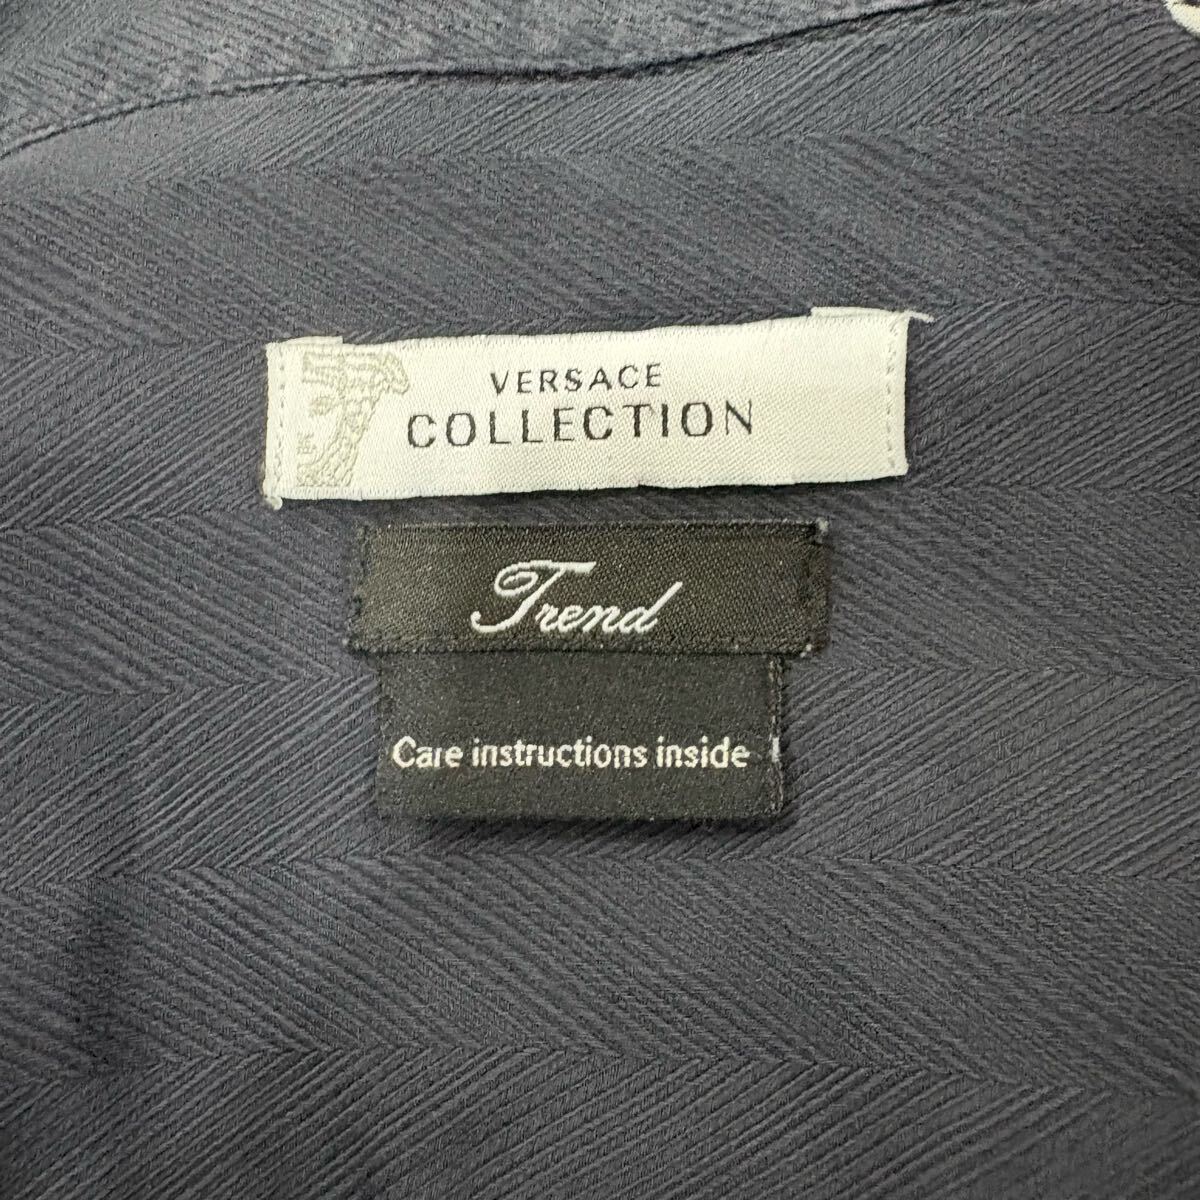 VERSACE
COLLECTION
Trend
Care instructions inside